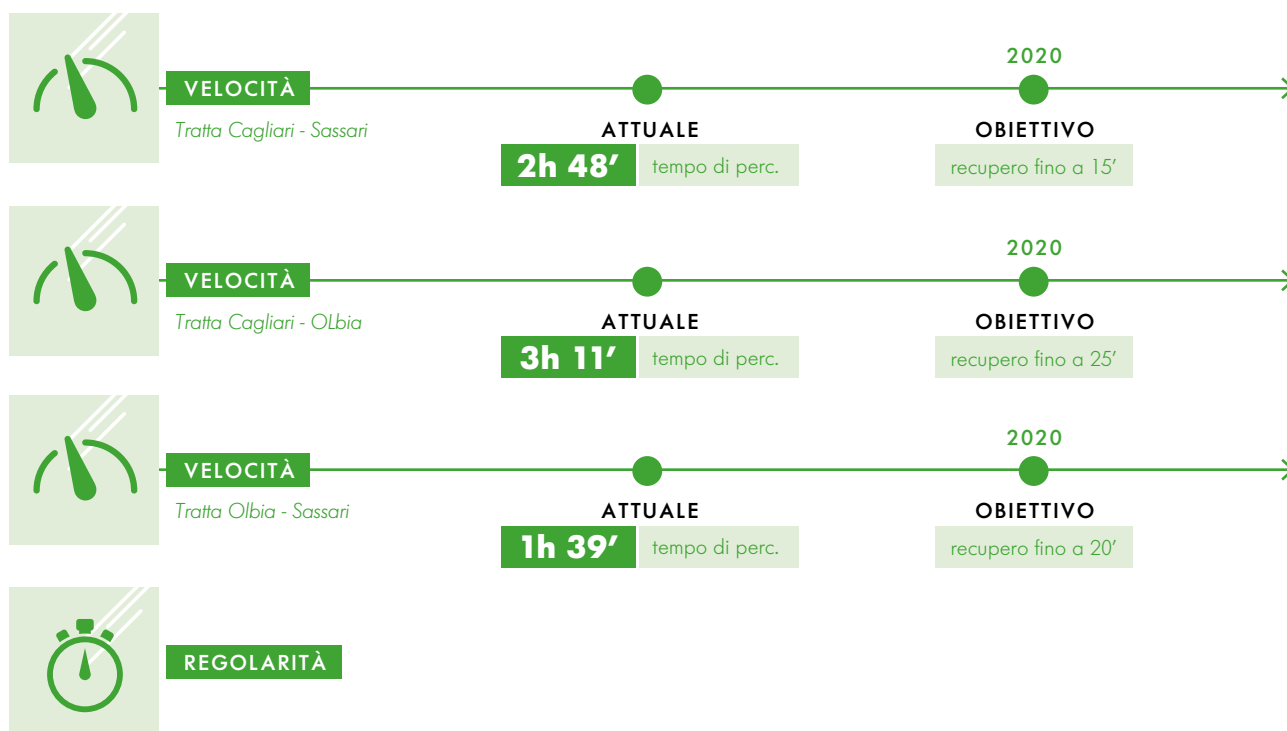 2020
VELOCITÀ
Tratta Cagliari - Sassari
ATTUALE
OBIETTIVO
2h 48’ tempo di perc.
recupero fino a 15’
2020
VELOCITÀ
Tratta Cagliari - OLbia
ATTUALE
OBIETTIVO
3h 11’ tempo di perc.
recupero fino a 25’
2020
VELOCITÀ
Tratta Olbia - Sassari
ATTUALE
OBIETTIVO
1h 39’ tempo di perc.
recupero fino a 20’
REGOLARITÀ